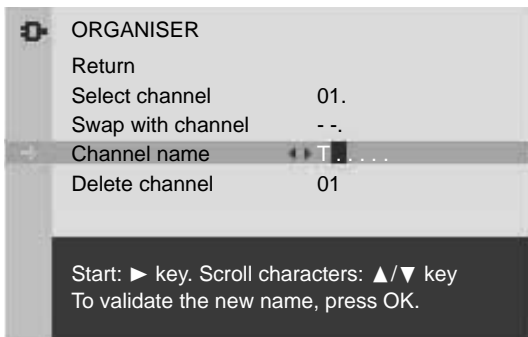 ORGANISER
Return
Select channel 01.
Swap with channel - -.
Channel name T . . . . .
Delete channel 01
Start: ► key. Scroll characters: ▲/▼ key
To validate the new name, press OK.